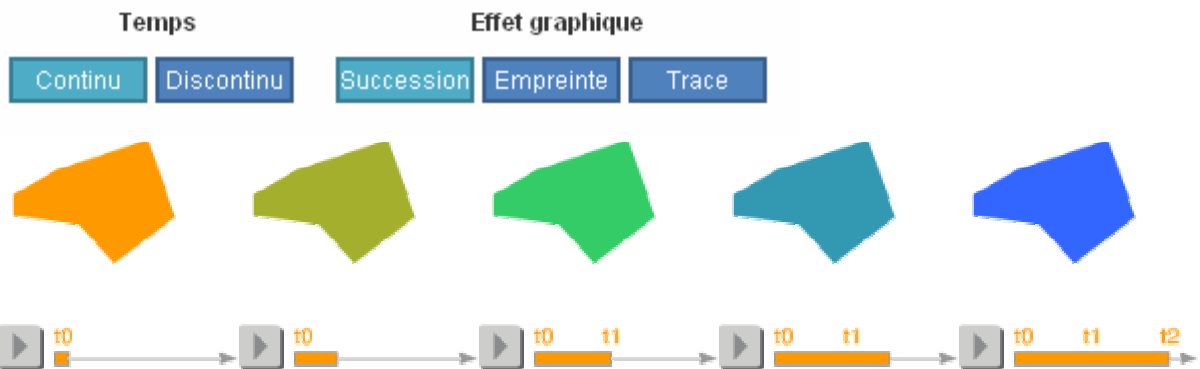 Temps Effet graphique
Continu Discontinu Succession Empreinte Trace
t0 t0 t0 t1 t0 t1 t0 t1 t2